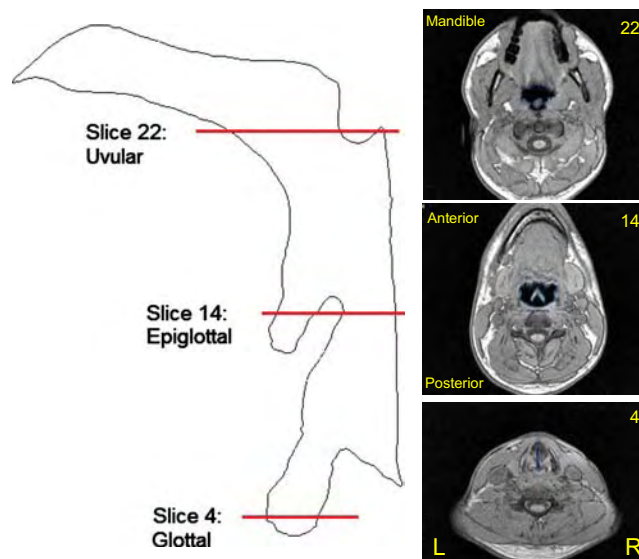 Slice 22:
Uvular
Slice 14:
Epiglottal
Slice 4:
Glottal
Mandible
22
Anterior
14
Posterior
4
L
R